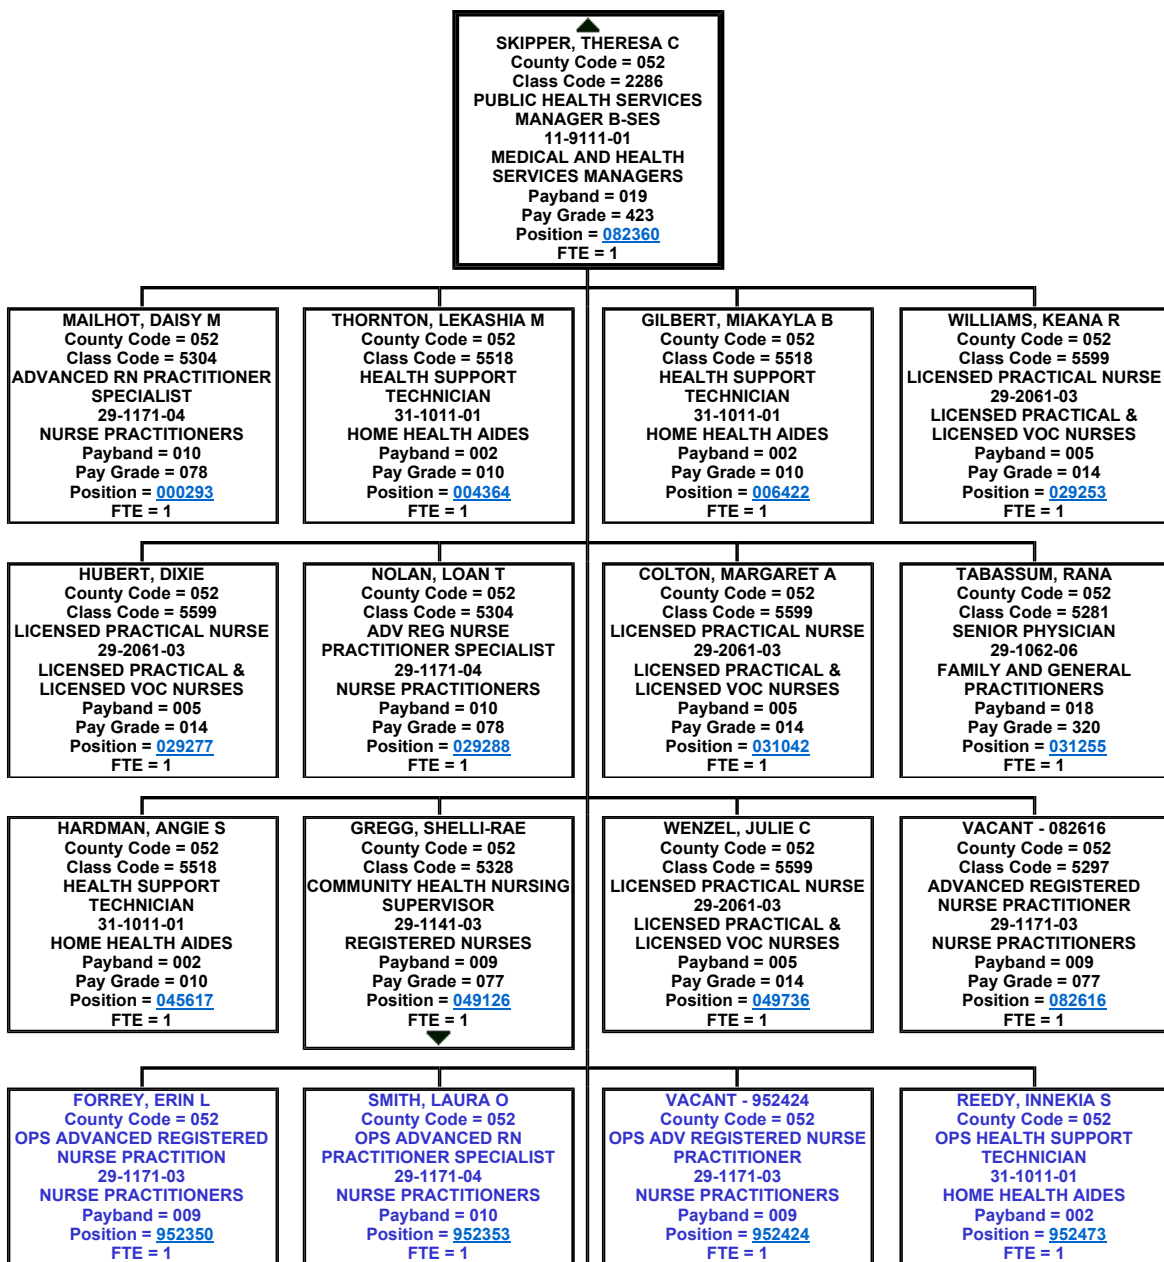 SKIPPER, THERESA C
County Code = 052
Class Code = 2286
PUBLIC HEALTH SERVICES
MANAGER B-SES
11-9111-01
MEDICAL AND HEALTH
SERVICES MANAGERS
Payband = 019
Pay Grade = 423
Position = 082360
FTE = 1
MAILHOT, DAISY M
County Code = 052
Class Code = 5304
ADVANCED RN PRACTITIONER
SPECIALIST
29-1171-04
NURSE PRACTITIONERS
Payband = 010
Pay Grade = 078
Position = 000293
FTE = 1
THORNTON, LEKASHIA M
County Code = 052
Class Code = 5518
HEALTH SUPPORT
TECHNICIAN
31-1011-01
HOME HEALTH AIDES
Payband = 002
Pay Grade = 010
Position = 004364
FTE = 1
GILBERT, MIAKAYLA B
County Code = 052
Class Code = 5518
HEALTH SUPPORT
TECHNICIAN
31-1011-01
HOME HEALTH AIDES
Payband = 002
Pay Grade = 010
Position = 006422
FTE = 1
WILLIAMS, KEANA R
County Code = 052
Class Code = 5599
LICENSED PRACTICAL NURSE
29-2061-03
LICENSED PRACTICAL &
LICENSED VOC NURSES
Payband = 005
Pay Grade = 014
Position = 029253
FTE = 1
HUBERT, DIXIE
County Code = 052
Class Code = 5599
LICENSED PRACTICAL NURSE
29-2061-03
LICENSED PRACTICAL &
LICENSED VOC NURSES
Payband = 005
Pay Grade = 014
Position = 029277
FTE = 1
NOLAN, LOAN T
County Code = 052
Class Code = 5304
ADV REG NURSE
PRACTITIONER SPECIALIST
29-1171-04
NURSE PRACTITIONERS
Payband = 010
Pay Grade = 078
Position = 029288
FTE = 1
COLTON, MARGARET A
County Code = 052
Class Code = 5599
LICENSED PRACTICAL NURSE
29-2061-03
LICENSED PRACTICAL &
LICENSED VOC NURSES
Payband = 005
Pay Grade = 014
Position = 031042
FTE = 1
TABASSUM, RANA
County Code = 052
Class Code = 5281
SENIOR PHYSICIAN
29-1062-06
FAMILY AND GENERAL
PRACTITIONERS
Payband = 018
Pay Grade = 320
Position = 031255
FTE = 1
HARDMAN, ANGIE S
County Code = 052
Class Code = 5518
HEALTH SUPPORT
TECHNICIAN
31-1011-01
HOME HEALTH AIDES
Payband = 002
Pay Grade = 010
Position = 045617
FTE = 1
GREGG, SHELLI-RAE
County Code = 052
Class Code = 5328
COMMUNITY HEALTH NURSING
SUPERVISOR
29-1141-03
REGISTERED NURSES
Payband = 009
Pay Grade = 077
Position = 049126
FTE = 1
WENZEL, JULIE C
County Code = 052
Class Code = 5599
LICENSED PRACTICAL NURSE
29-2061-03
LICENSED PRACTICAL &
LICENSED VOC NURSES
Payband = 005
Pay Grade = 014
Position = 049736
FTE = 1
VACANT - 082616
County Code = 052
Class Code = 5297
ADVANCED REGISTERED
NURSE PRACTITIONER
29-1171-03
NURSE PRACTITIONERS
Payband = 009
Pay Grade = 077
Position = 082616
FTE = 1
FORREY, ERIN L
County Code = 052
OPS ADVANCED REGISTERED
NURSE PRACTITION
29-1171-03
NURSE PRACTITIONERS
Payband = 009
Position = 952350
FTE = 1
SMITH, LAURA O
County Code = 052
OPS ADVANCED RN
PRACTITIONER SPECIALIST
29-1171-04
NURSE PRACTITIONERS
Payband = 010
Position = 952353
FTE = 1
VACANT - 952424
County Code = 052
OPS ADV REGISTERED NURSE
PRACTITIONER
29-1171-03
NURSE PRACTITIONERS
Payband = 009
Position = 952424
FTE = 1
REEDY, INNEKIA S
County Code = 052
OPS HEALTH SUPPORT
TECHNICIAN
31-1011-01
HOME HEALTH AIDES
Payband = 002
Position = 952473
FTE = 1